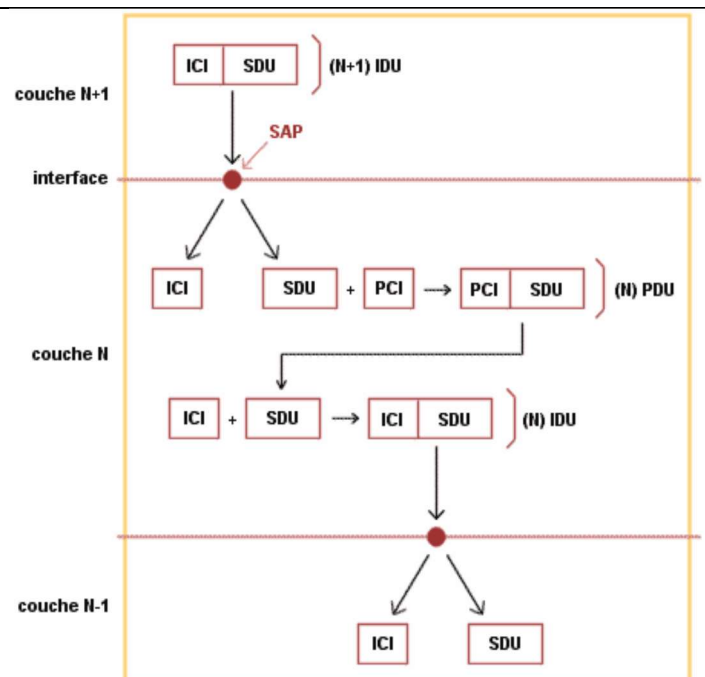 ICI SDU (N+1) IDU
couche N+1
SAP
interface
ICI SDU + PCI PCI SDU (N) PDU
couche N
ICI + SDU ICI SDU (N) IDU
couche N-1
ICI SDU